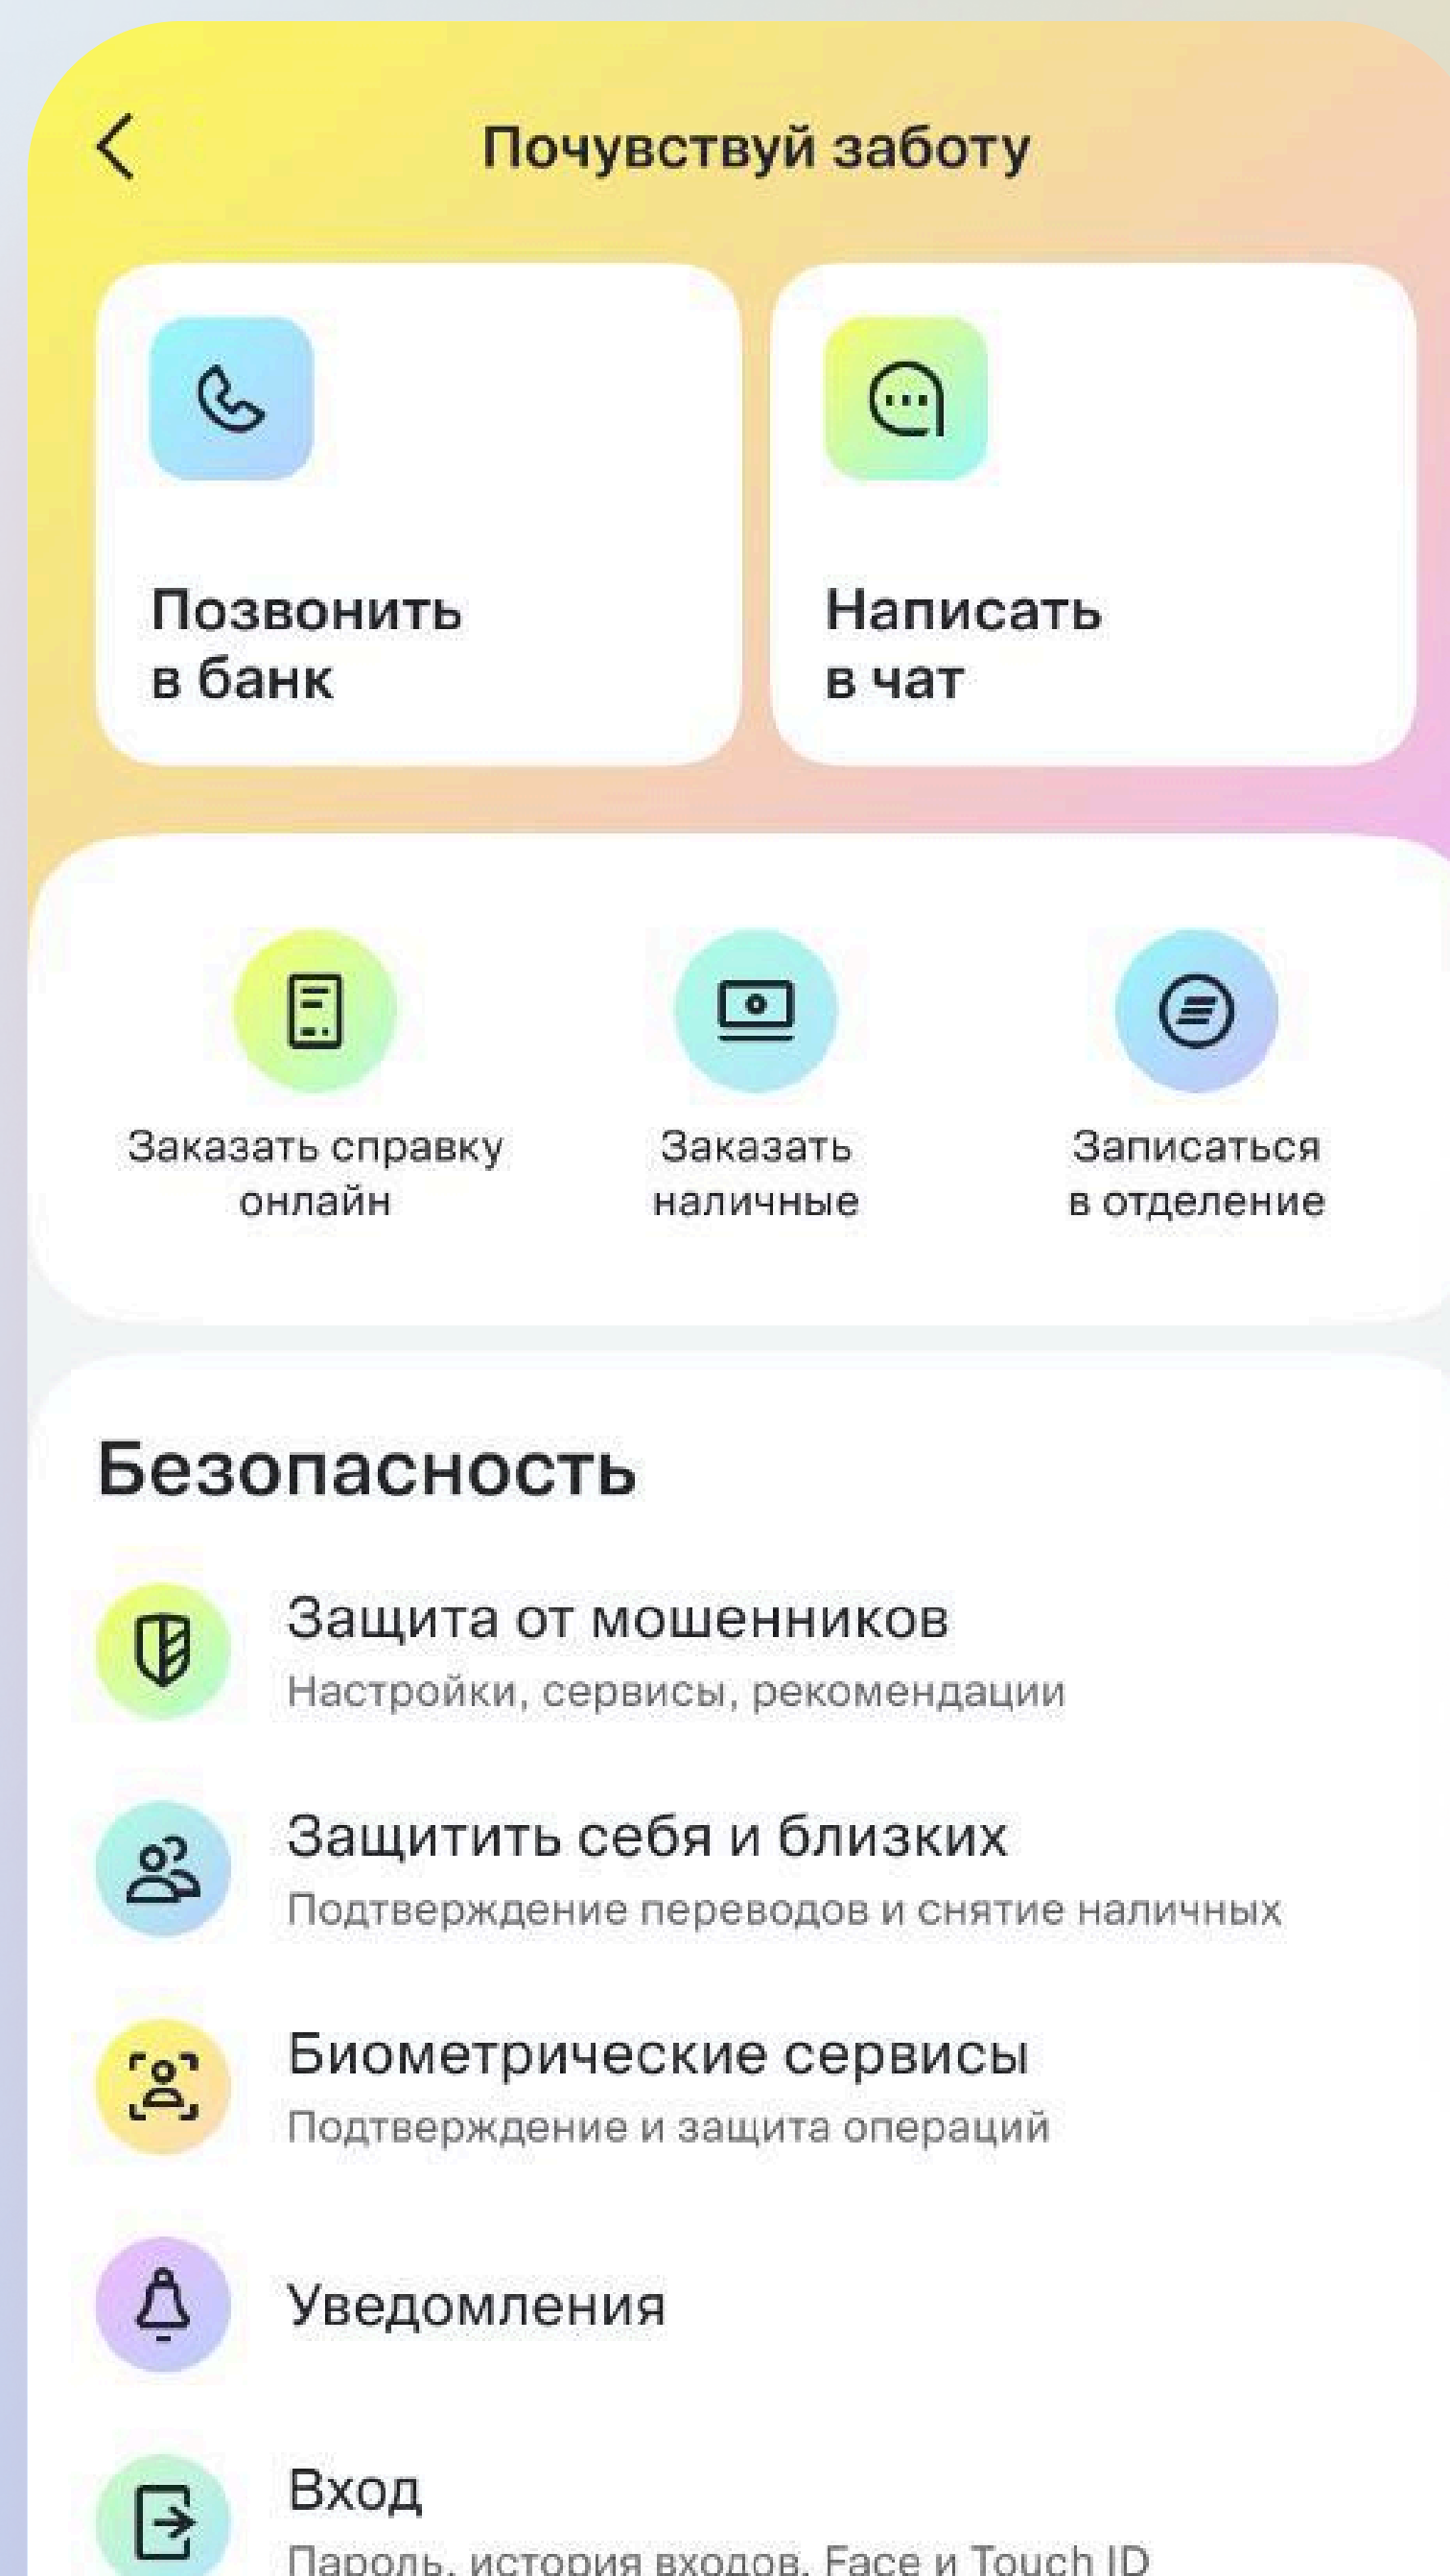 Почувствуй заботу
Позвонить
в банк
Написать
в чат
Заказать справку
онлайн
Заказать
наличные
Записаться
в отделение
Безопасность
Защита от мошенников
Настройки, сервисы, рекомендации
Защитить себя и близких
Подтверждение переводов и снятие наличных
Биометрические сервисы
Подтверждение и защита операций
Уведомления
Вход
Пароль, история входов, Face и Touch ID